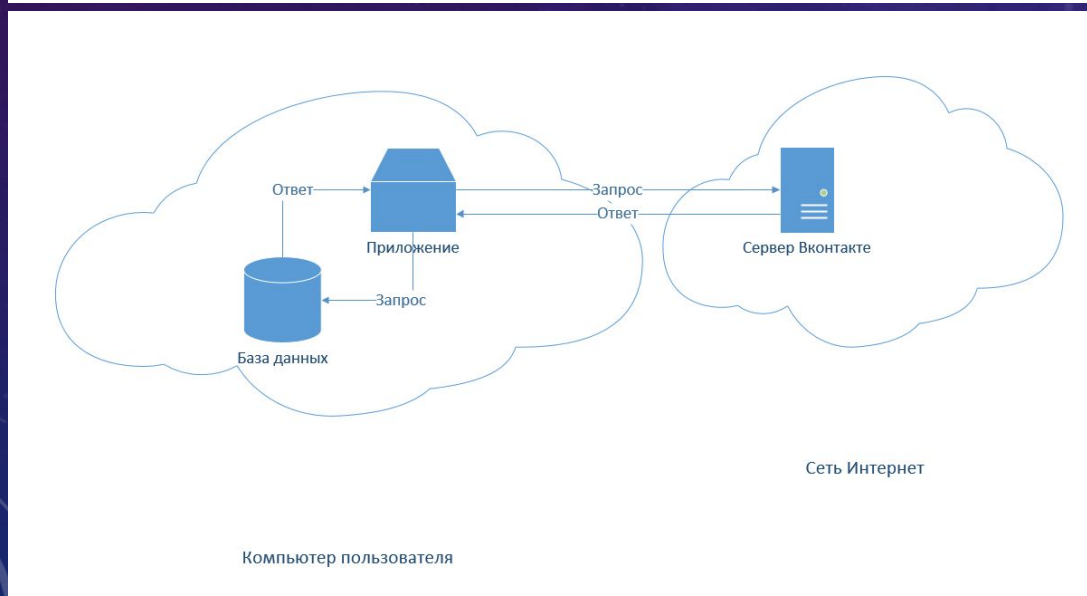 Ответ
Запрос
Ответ
Приложение
Сервер Вконтакте
Запрос
База данных
Сеть Интернет
Компьютер пользователя